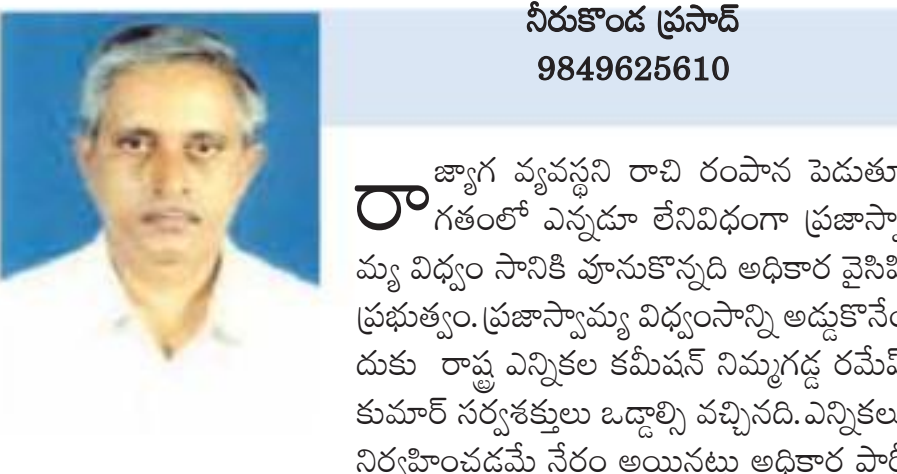 నీరుకొండ ప్రసాద్
9849625610
రాజ్యాగ వ్యవస్థని రాచి రంపాన పెడుతూ
గతంలో ఎన్నడూ లేనివిధంగా ప్రజాస్వా
మ్య విధ్వం సానికి పూనుకొన్నది అధికార వైసిపి
ప్రభుత్వం. ప్రజాస్వామ్య విధ్వంసాన్ని అడ్డుకొనేం
దుకు రాష్ట్ర ఎన్నికల కమీషన్ నిమ్మగడ్డ రమేష్
కుమార్ సర్వశక్తులు ఒడ్డాల్సి వచ్చినది. ఎన్నికలు
నిర్వహించడమే నేరం అయినట్టు అధికార పార్టీ